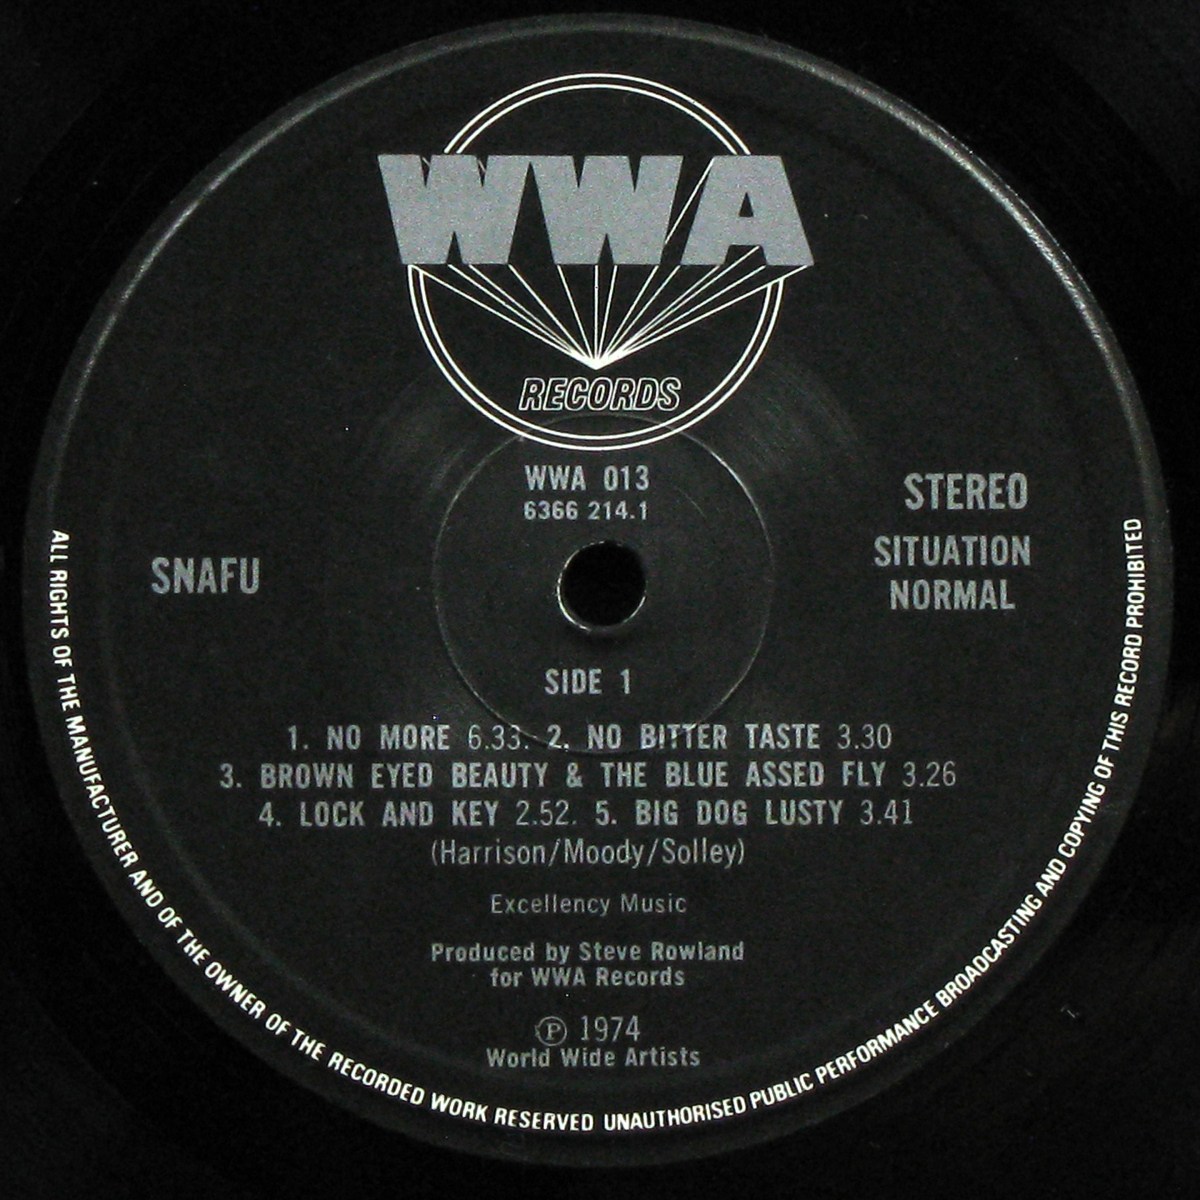 WWA
RECORDS
WWA 013
6366 214.1
STEREO
SITUATION
NORMAL
SNAFU
SIDE 1
1. NO MORE 6.33. 2. NO BITTER TASTE 3.30
3. BROWN EYED BEAUTY & THE BLUE ASSED FLY 3.26
4. LOCK AND KEY 2.52. 5. BIG DOG LUSTY 3.41
(Harrison/Moody/Solley)
Excellency Music
Produced by Steve Rowland
for WWA Records
Ⓟ 1974
World Wide Artists
ALL RIGHTS OF THE MANUFACTURER AND OF THE OWNER OF THE RECORDED WORK RESERVED UNAUTHORISED PUBLIC PERFORMANCE BROADCASTING AND COPYING OF THIS RECORD PROHIBITED